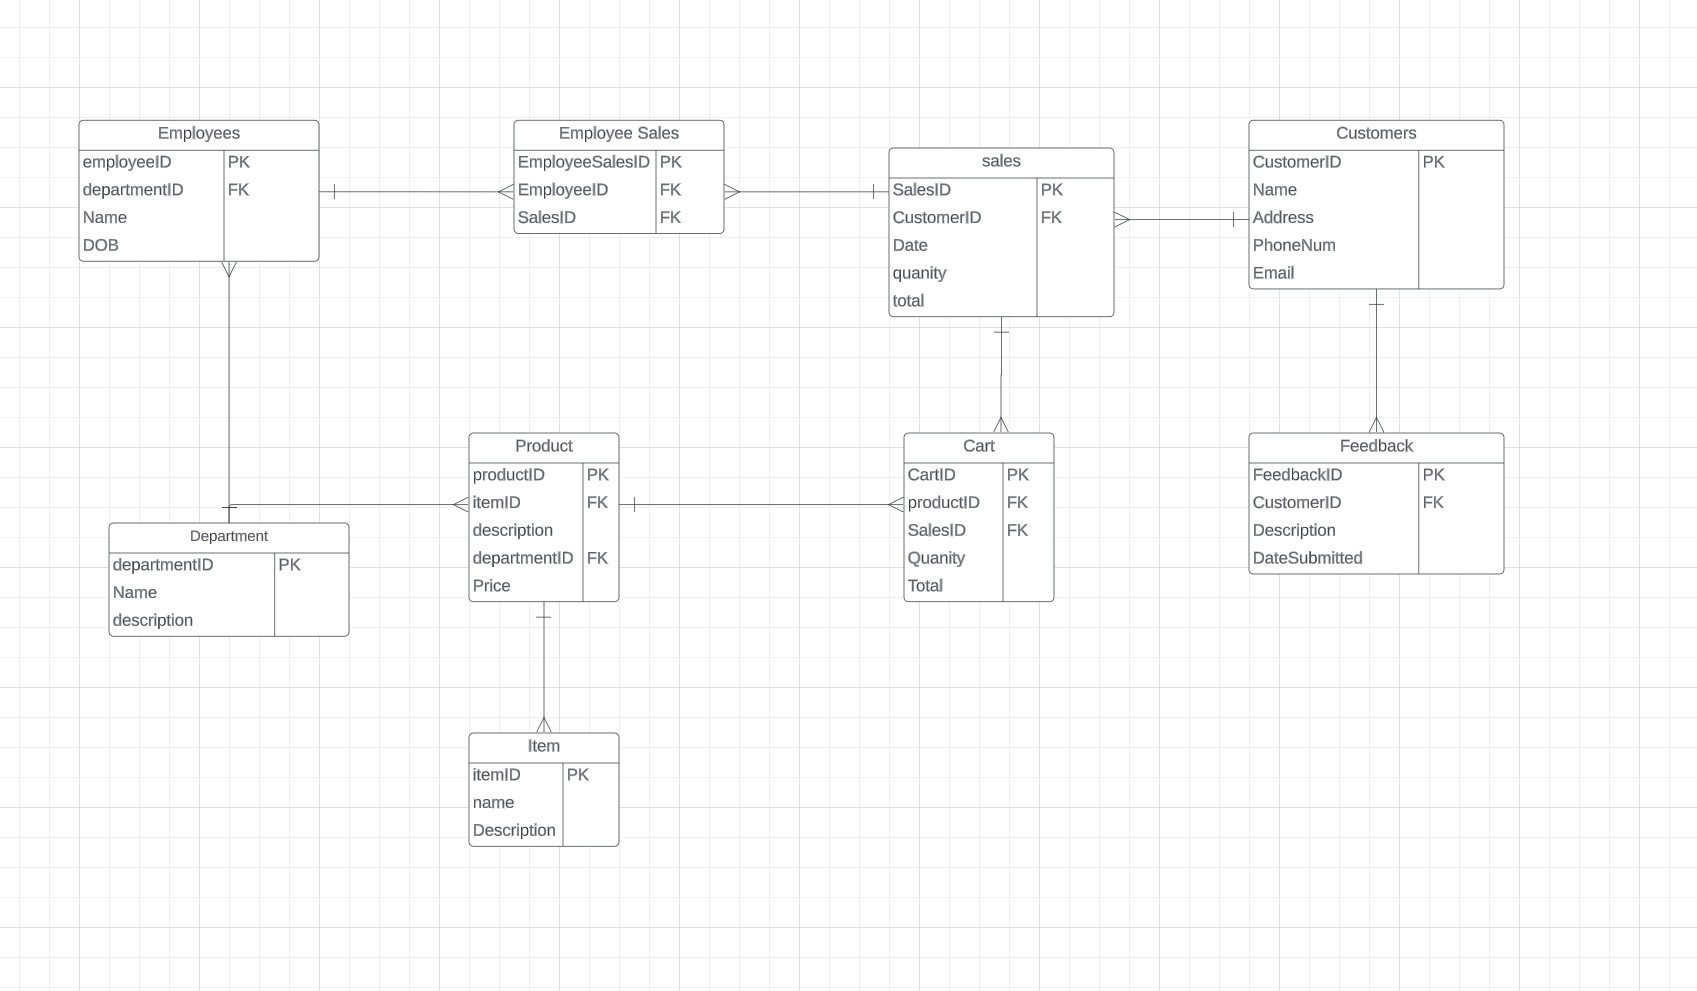 Employees
employeeID PK
departmentID FK
Name
DOB
Employee Sales
EmployeeSalesID PK
EmployeeID FK
SalesID FK
sales
SalesID PK
CustomerID FK
Date
quanity
total
Customers
CustomerID PK
Name
Address
PhoneNum
Email
Department
departmentID PK
Name
description
Product
productID PK
itemID FK
description
departmentID FK
Price
Cart
CartID PK
productID FK
SalesID FK
Quanity
Total
Feedback
FeedbackID PK
CustomerID FK
Description
DateSubmitted
Item
itemID PK
name
Description